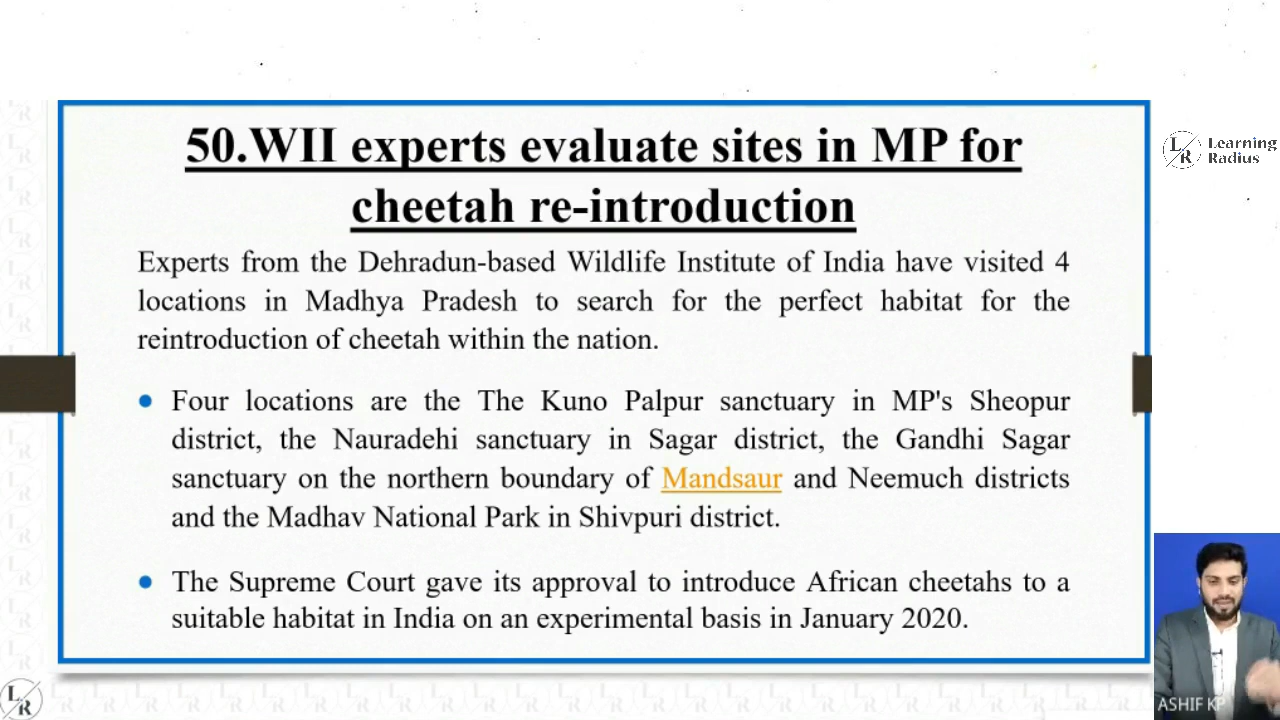 50.WII experts evaluate sites in MP for
cheetah re-introduction
L
R
Learning
Radius
Experts from the Dehradun-based Wildlife Institute of India have visited 4
locations in Madhya Pradesh to search for the perfect habitat for the
reintroduction of cheetah within the nation.
Four locations are the The Kuno Palpur sanctuary in MP's Sheopur
district, the Nauradehi sanctuary in Sagar district, the Gandhi Sagar
sanctuary on the northern boundary of Mandsaur and Neemuch districts
and the Madhav National Park in Shivpuri district.
The Supreme Court gave its approval to introduce African cheetahs to a
suitable habitat in India on an experimental basis in January 2020.
L
R
ASHIF KP